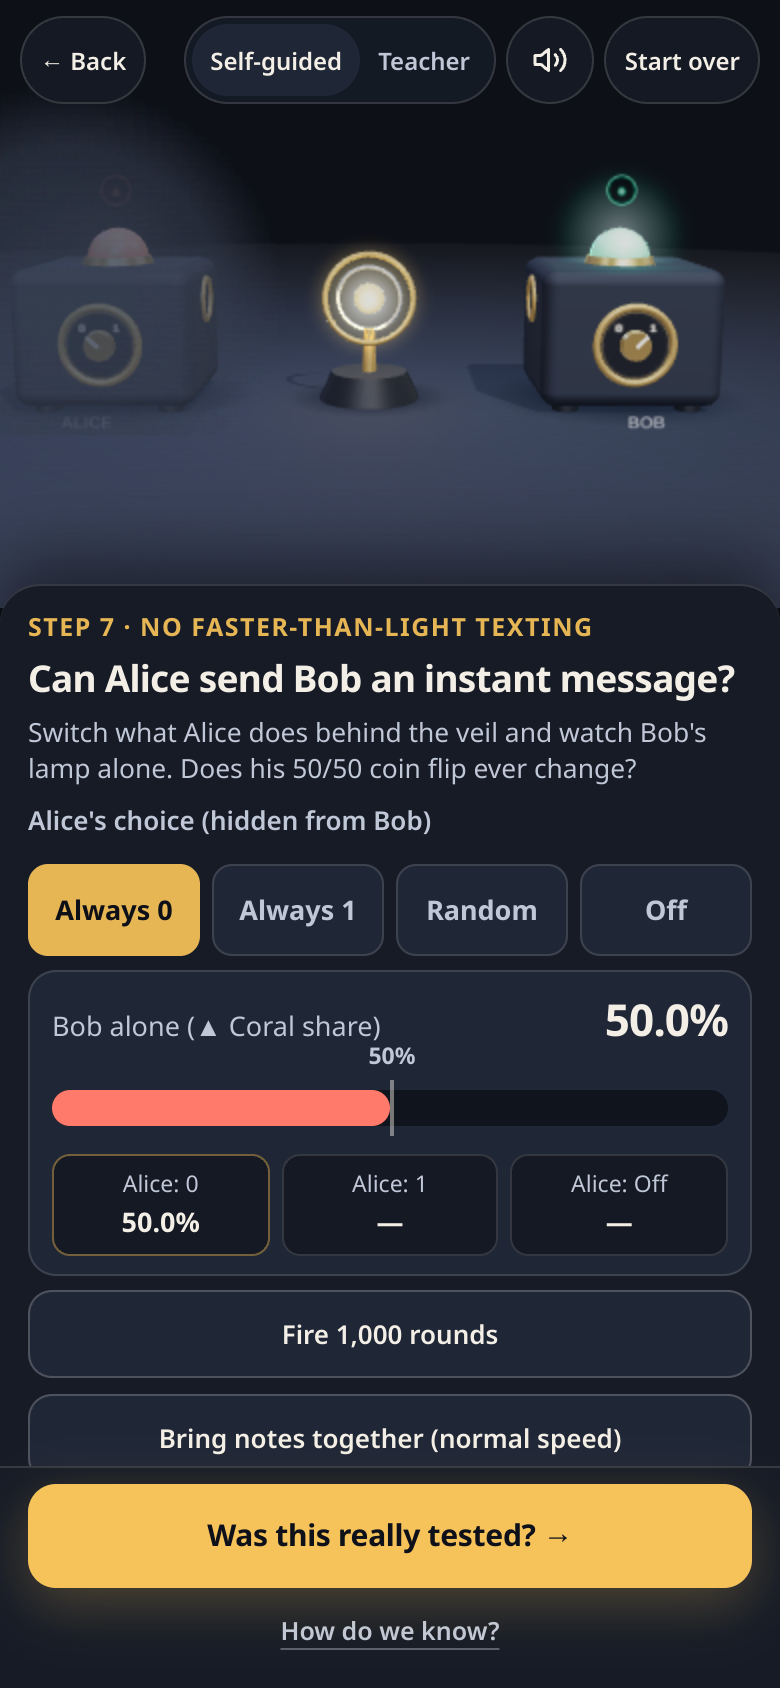 ← Back
Self-guided
Teacher
Start over
0 1
0 1
ALICE
BOB
STEP 7 · NO FASTER-THAN-LIGHT TEXTING
Can Alice send Bob an instant message?
Switch what Alice does behind the veil and watch Bob's
lamp alone. Does his 50/50 coin flip ever change?
Alice's choice (hidden from Bob)
Always 0
Always 1
Random
Off
Bob alone (▲ Coral share)
50.0%
50%
Alice: 0
50.0%
Alice: 1
—
Alice: Off
—
Fire 1,000 rounds
Bring notes together (normal speed)
Was this really tested? →
How do we know?